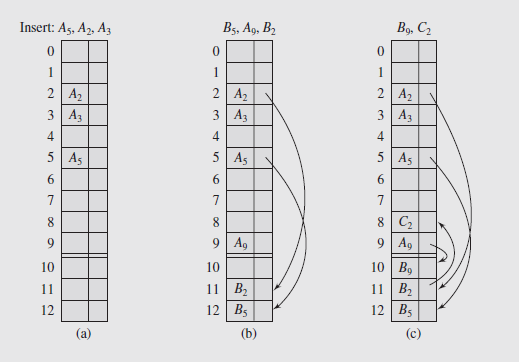 Insert: A5, A2, A3 B5, A9, B2 B9, C2
0 0 0
1 1 1
2 A2 2 A2 2 A2
3 A3 3 A3 3 A3
4 4 4
5 A5 5 A5 5 A5
6 6 6
7 7 7
8 8 8 C2
9 9 A9 9 A9
10 10 10 B9
11 11 B2 11 B2
12 12 B5 12 B5
(a) (b) (c)